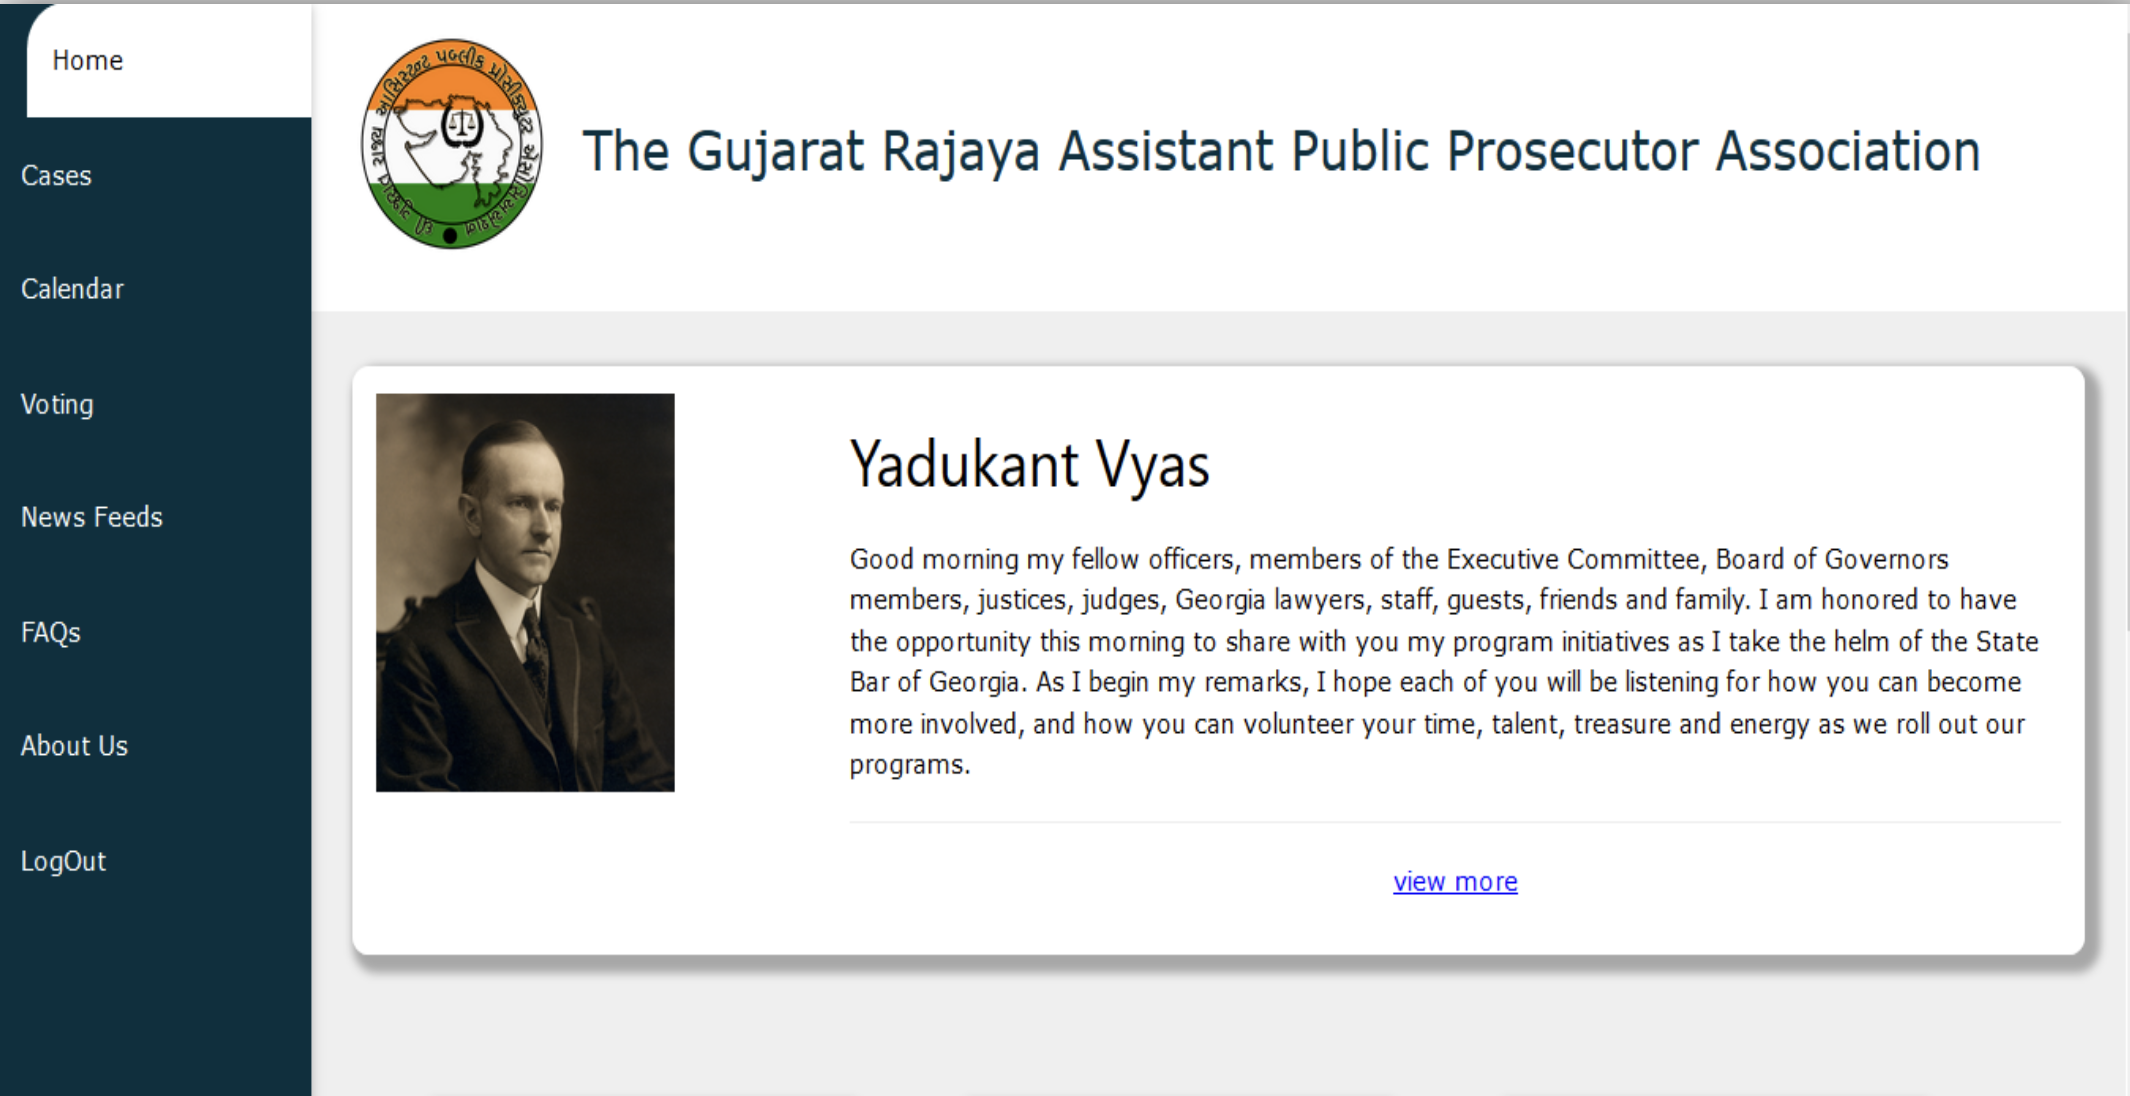 Home
Cases
Calendar
Voting
News Feeds
FAQs
About Us
LogOut
The Gujarat Rajaya Assistant Public Prosecutor Association
Yadukant Vyas
Good morning my fellow officers, members of the Executive Committee, Board of Governors
members, justices, judges, Georgia lawyers, staff, guests, friends and family. I am honored to have
the opportunity this morning to share with you my program initiatives as I take the helm of the State
Bar of Georgia. As I begin my remarks, I hope each of you will be listening for how you can become
more involved, and how you can volunteer your time, talent, treasure and energy as we roll out our
programs.
view more